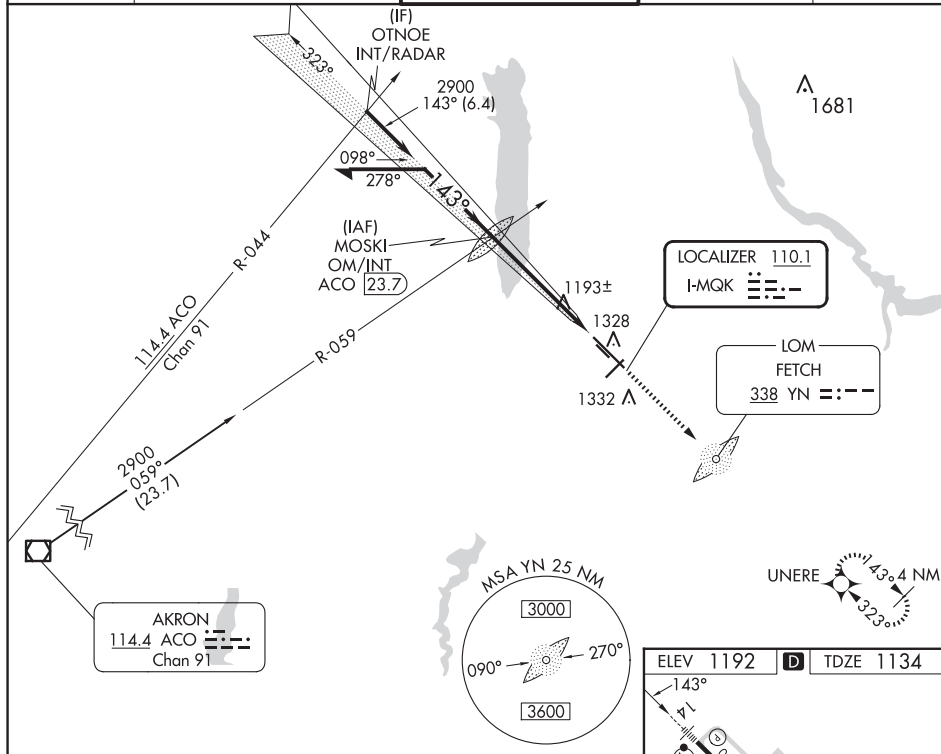 (IF)
OTNOE
INT/RADAR
323°
2900
143° (6.4)
1681
098°
278°
143°
(IAF)
MOSKI
OM/INT
ACO 23.7
R-044
114.4 ACO
Chan 91
R-059
1193±
LOCALIZER 110.1
I-MQK
1328
1332
LOM
FETCH
338 YN
2900
059°
(23.7)
AKRON
114.4 ACO
Chan 91
MSA YN 25 NM
3000
090°
270°
3600
UNERE
143°
4 NM
323°
ELEV 1192 D TDZE 1134
143°
14
P